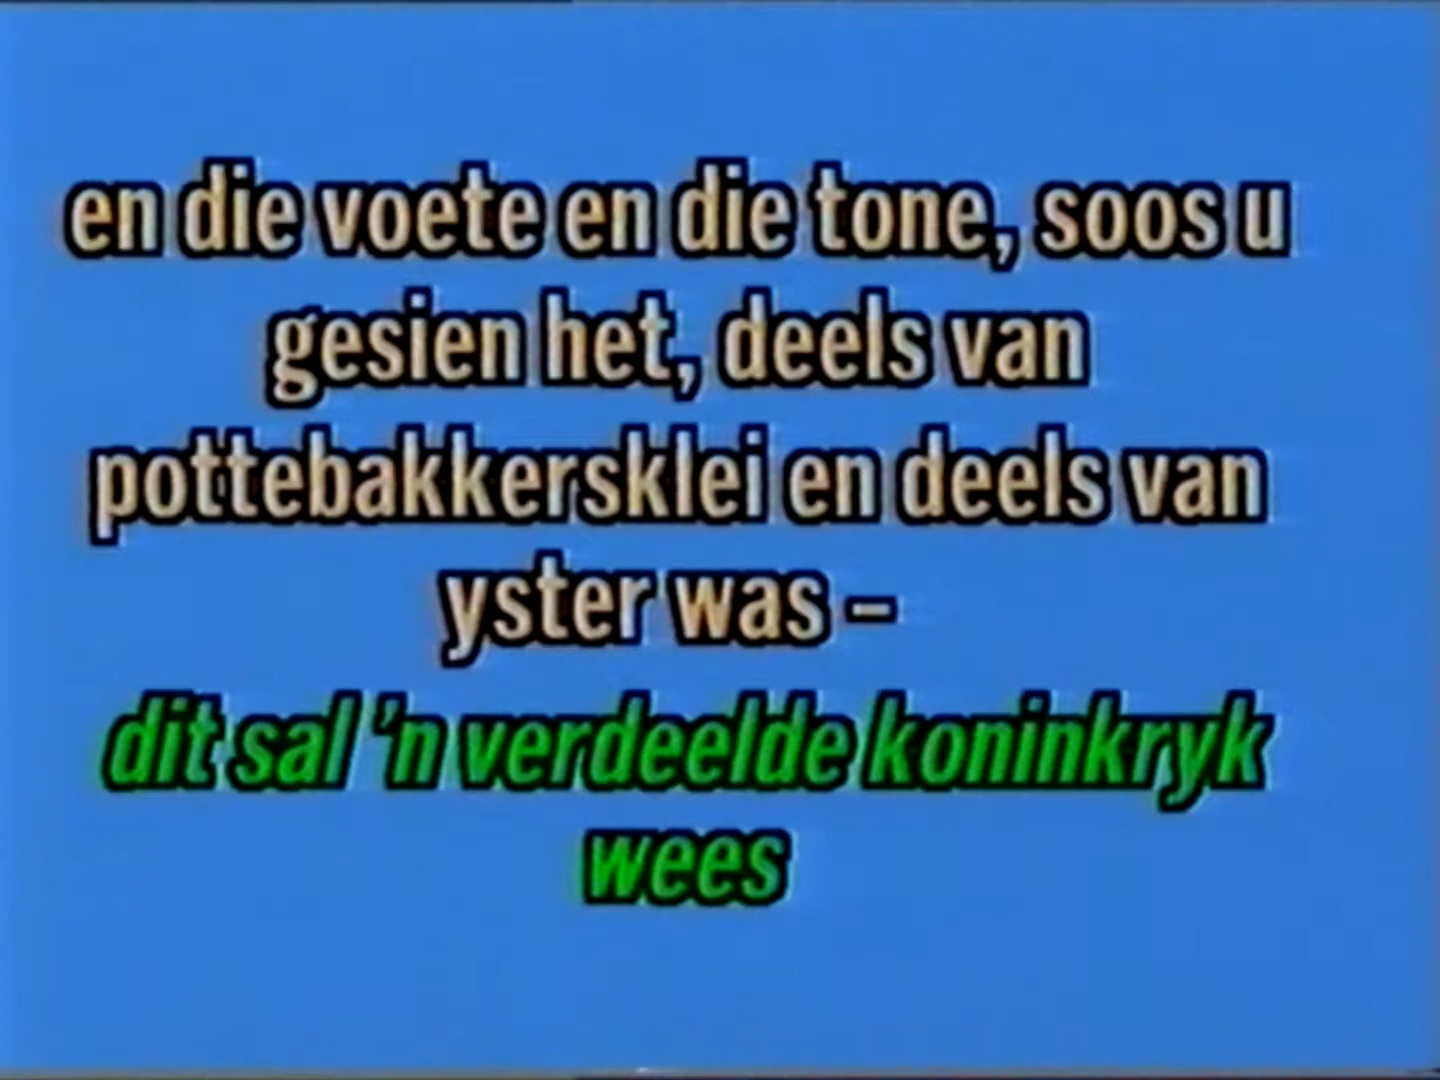 en die voete en die tone, soos u
gesien het, deels van
pottebakkersklei en deels van
yster was –
dit sal 'n verdeelde koninkryk
wees